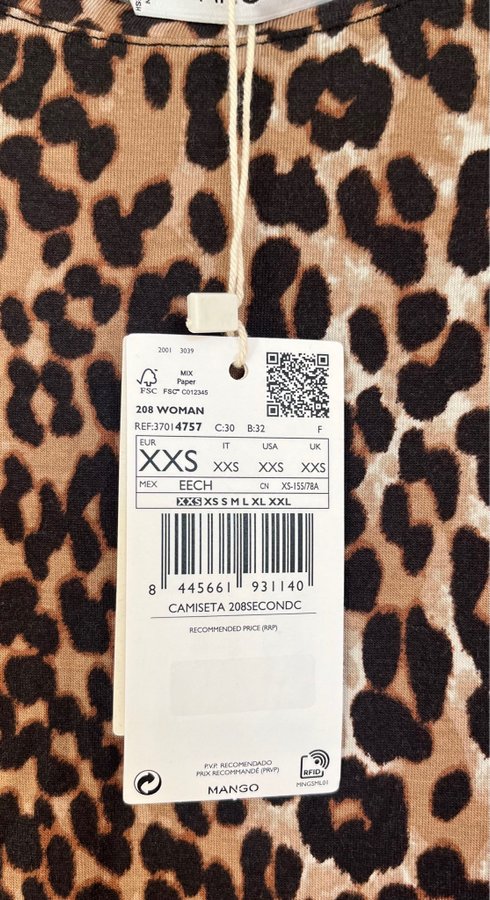 2001 3039
MIX
Paper
FSC FSC™ C012345
208 WOMAN
REF:37014757 C:30 B:32 F
EUR IT USA UK
XXS XXS XXS XXS
MEX EECH CN XS-155/78A
XXS XS S M L XL XXL
8 445661 931140
CAMISETA 208SECONDC
RECOMMENDED PRICE (RRP)
P.V.P. RECOMENDADO
PRIX RECOMMANDÉ (PRVP)
MANGO
RFID
MNGSML01